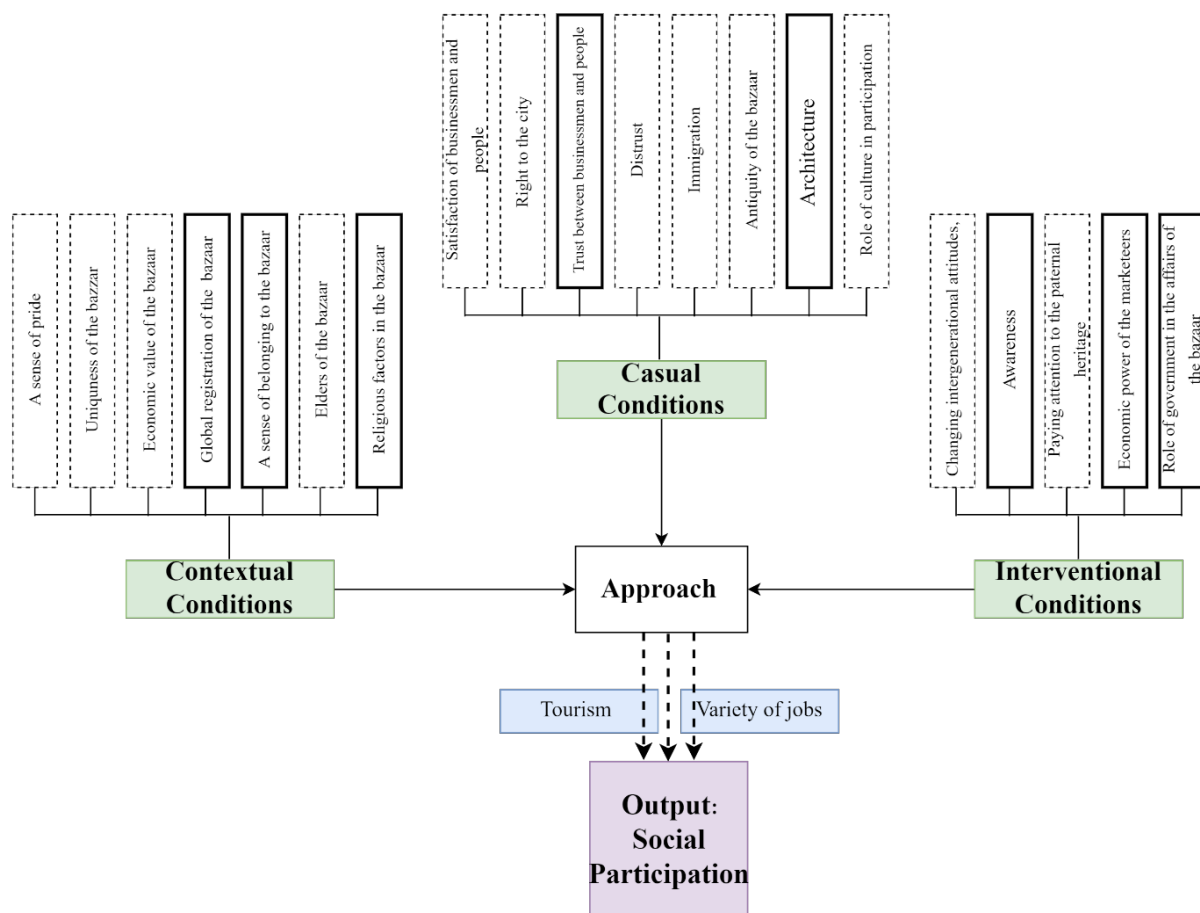 Satisfaction of businessmen and
people
Right to the city
Trust between businessmen and people
Distrust
Immigration
Antiquity of the bazaar
Architecture
Role of culture in participation
A sense of pride
Uniquness of the bazzar
Economic value of the bazaar
Global registration of the bazaar
A sense of belonging to the bazaar
Elders of the bazaar
Religious factors in the bazaar
Changing intergenerational attitudes,
Awareness
Paying attention to the paternal
heritage
Economic power of the marketeers
Role of government in the affairs of
the bazaar
Casual
Conditions
Contextual
Conditions
Approach
Interventional
Conditions
Tourism
Variety of jobs
Output:
Social
Participation